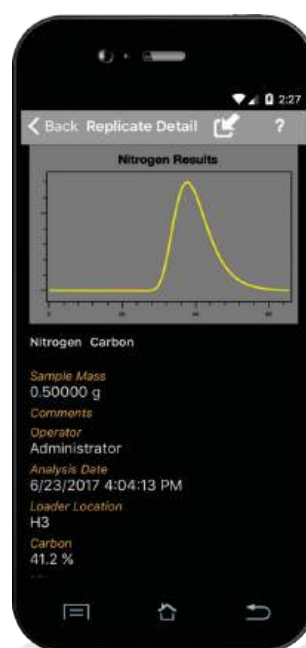 2:27
Back Replicate Detail ?
Nitrogen Results
Nitrogen Carbon
Sample Mass
0.50000 g
Comments
Operator
Administrator
Analysis Date
6/23/2017 4:04:13 PM
Loader Location
H3
Carbon
41.2 %